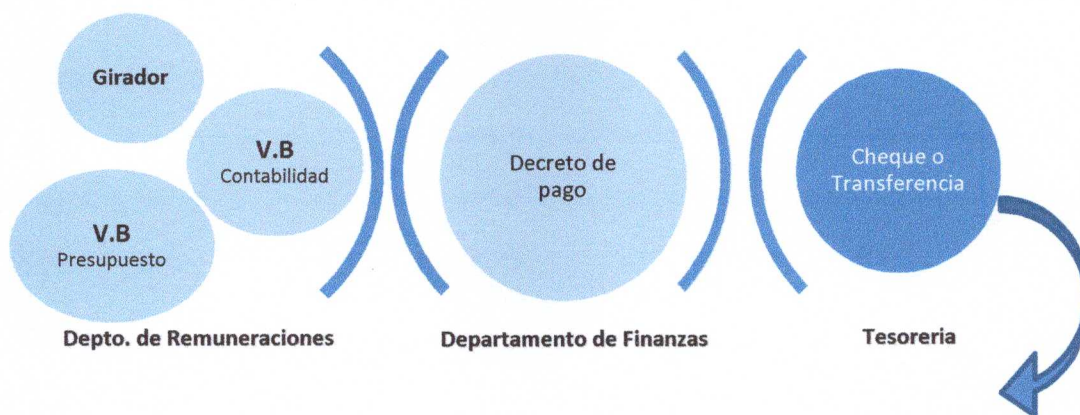 Girador
V.B
Contabilidad
V.B
Presupuesto
Depto. de Remuneraciones
Decreto de
pago
Departamento de Finanzas
Cheque o
Transferencia
Tesoreria